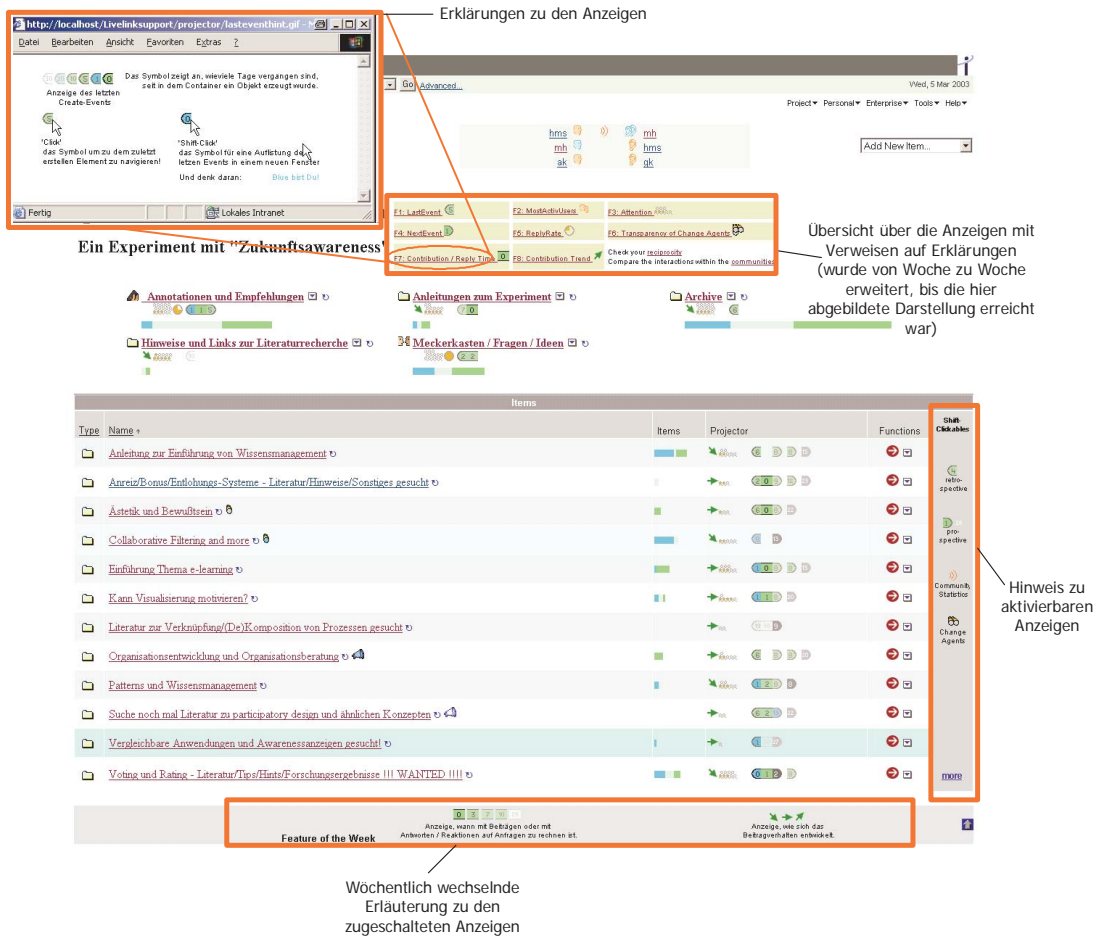 Erklärungen zu den Anzeigen
http://localhost/Livelinksupport/projector/lasteventhint.gif - M
Datei Bearbeiten Ansicht Favoriten Extras ?
Das Symbol zeigt an, wieviele Tage vergangen sind,
seit in dem Container ein Objekt erzeugt wurde.
Anzeige des letzten
Create-Events
'Click'
das Symbol um zu dem zuletzt
erstellen Element zu navigieren!
'Shift-Click'
das Symbol für eine Auflistung der
letzen Events in einem neuen Fenster
Und denk daran: Blue bist Du!
Fertig Lokales Intranet
Go Advanced...
Wed, 5 Mar 2003
Project Personal Enterprise Tools Help
hms mh
mh hms
ak gk
Add New Item...
F1: LastEvent F2: MostActivUsers F3: Attention
F4: NextEvent F5: ReplyRate F6: Transparency of Change Agents
F7: Contribution / Reply Time 0 F8: Contribution Trend
Check your reciprocity
Compare the interactions within the communities
Übersicht über die Anzeigen mit
Verweisen auf Erklärungen
(wurde von Woche zu Woche
erweitert, bis die hier
abgebildete Darstellung erreicht
war)
Ein Experiment mit "Zukunftsawareness"
Annotationen und Empfehlungen
Anleitungen zum Experiment
Archive
Hinweise und Links zur Literaturrecherche
Meckerkasten / Fragen / Ideen
Items
Type Name Items Projector Functions
Anleitung zur Einführung von Wissensmanagement
Anreiz/Bonus/Entlohungs-Systeme - Literatur/Hinweise/Sonstiges gesucht
Ästetik und Bewußtsein
Collaborative Filtering and more
Einführung Thema e-learning
Kann Visualisierung motivieren?
Literatur zur Verknüpfung/(De)Komposition von Prozessen gesucht
Organisationsentwicklung und Organisationsberatung
Patterns und Wissensmanagement
Suche noch mal Literatur zu participatory design und ähnlichen Konzepten
Vergleichbare Anwendungen und Awarenessanzeigen gesucht!
Voting und Rating - Literatur/Tips/Hints/Forschungsergebnisse !!! WANTED !!!!
Shift-
Clickables
retro-
spective
pro-
spective
Community
Statistics
Change
Agents
more
Hinweis zu
aktivierbaren
Anzeigen
Feature of the Week
Anzeige, wann mit Beiträgen oder mit
Antworten / Reaktionen auf Anfragen zu rechnen ist.
Anzeige, wie sich das
Beitragverhalten entwickelt.
Wöchentlich wechselnde
Erläuterung zu den
zugeschalteten Anzeigen